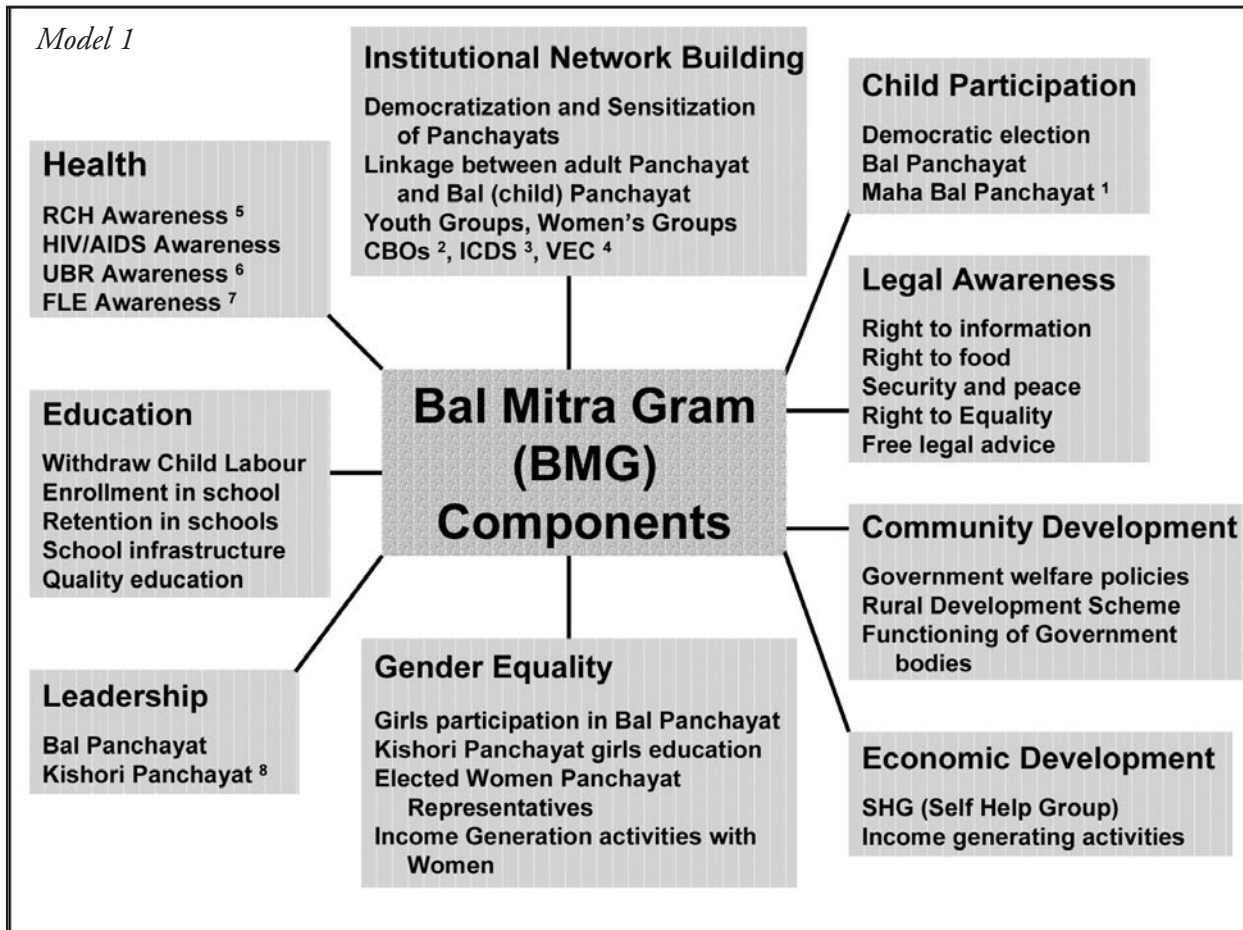 Model 1
Institutional Network Building
Democratization and Sensitization
of Panchayats
Linkage between adult Panchayat
and Bal (child) Panchayat
Youth Groups, Women's Groups
CBOs 2, ICDS 3, VEC 4
Child Participation
Democratic election
Bal Panchayat
Maha Bal Panchayat 1
Health
RCH Awareness 5
HIV/AIDS Awareness
UBR Awareness 6
FLE Awareness 7
Legal Awareness
Right to information
Right to food
Security and peace
Right to Equality
Free legal advice
Bal Mitra Gram
(BMG)
Components
Education
Withdraw Child Labour
Enrollment in school
Retention in schools
School infrastructure
Quality education
Community Development
Government welfare policies
Rural Development Scheme
Functioning of Government
bodies
Leadership
Bal Panchayat
Kishori Panchayat 8
Gender Equality
Girls participation in Bal Panchayat
Kishori Panchayat girls education
Elected Women Panchayat
Representatives
Income Generation activities with
Women
Economic Development
SHG (Self Help Group)
Income generating activities